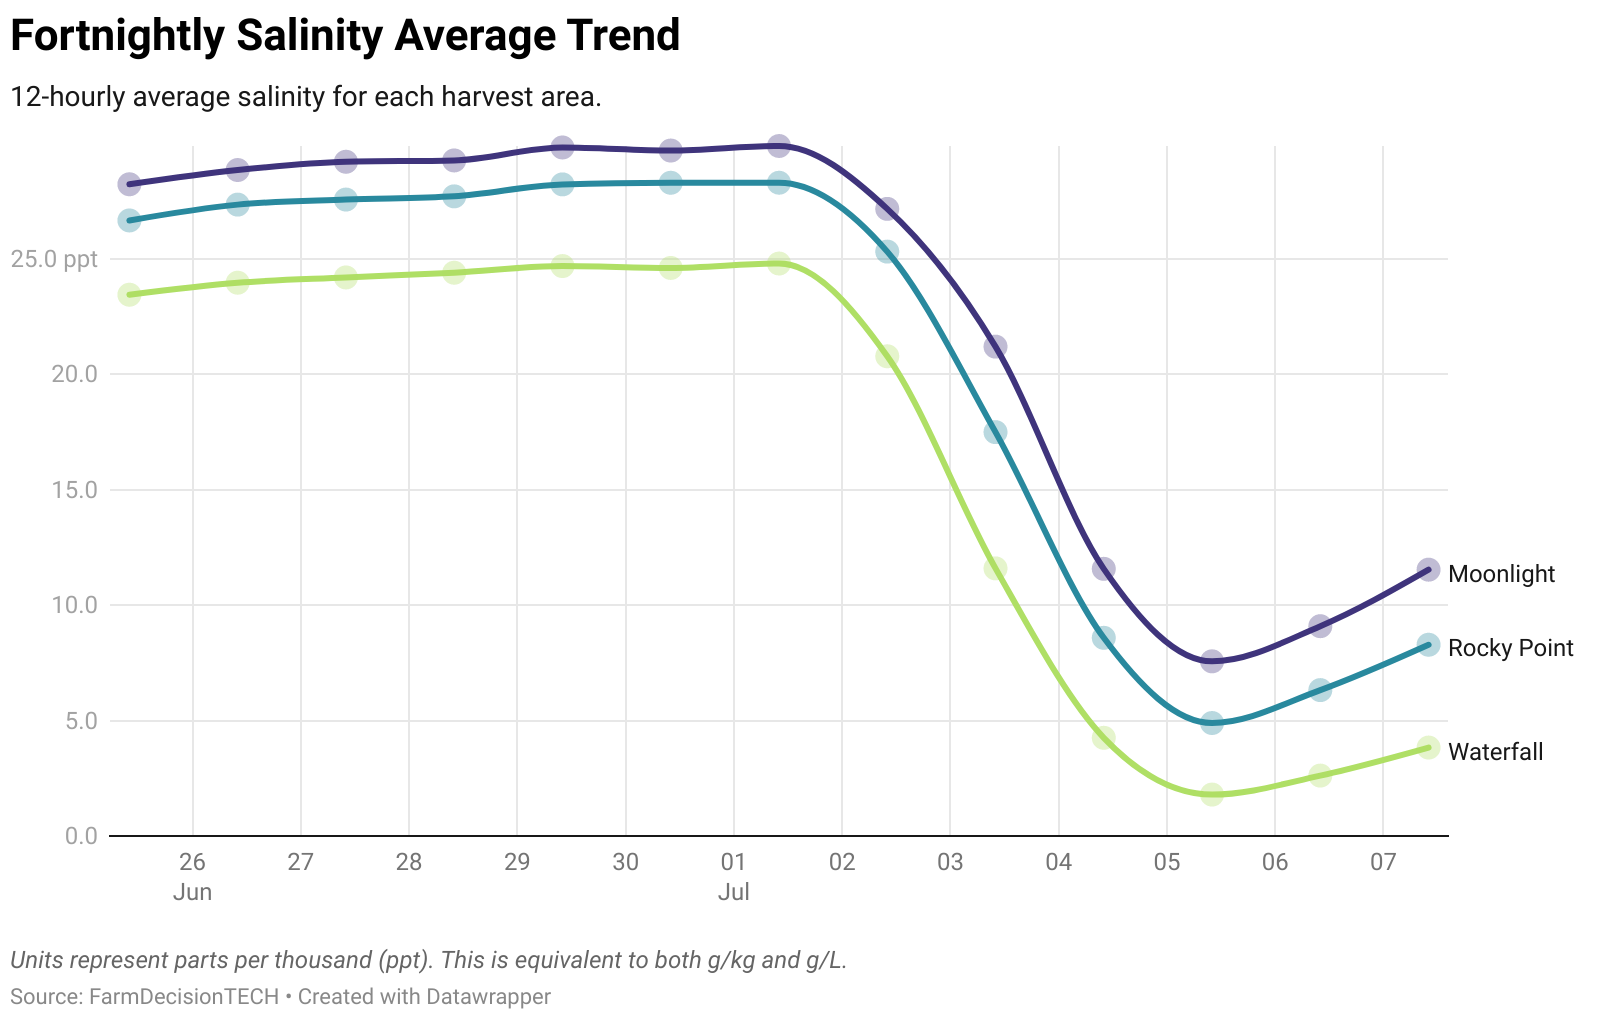 Fortnightly Salinity Average Trend
12-hourly average salinity for each harvest area.
25.0 ppt
20.0
15.0
10.0
5.0
0.0
Moonlight
Rocky Point
Waterfall
26 27 28 29 30 01 02 03 04 05 06 07
Jun Jul
Units represent parts per thousand (ppt). This is equivalent to both g/kg and g/L.
Source: FarmDecisionTECH • Created with Datawrapper